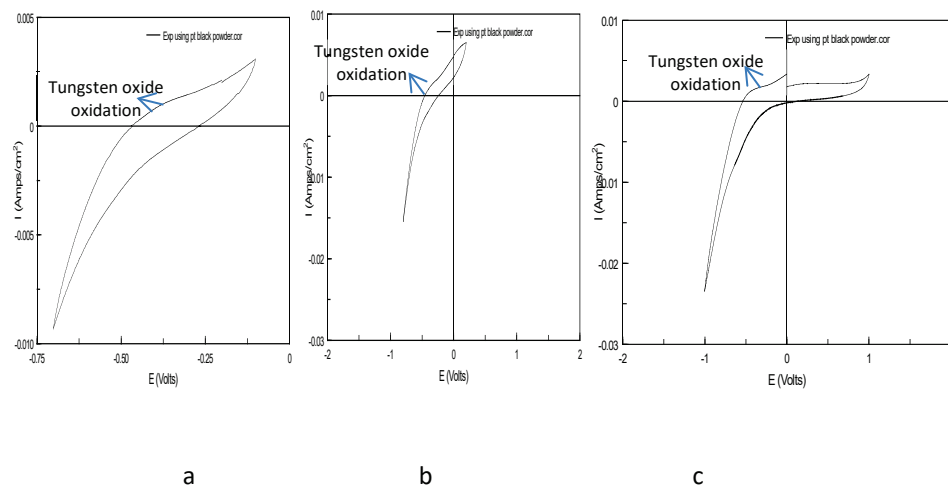 0.005
Exp using pt black powder.cor
Tungsten oxide
oxidation
0
I (Amps/cm²)
-0.005
-0.010
-0.75
-0.50
-0.25
0
E (Volts)
0.01
Exp using pt black powder.cor
Tungsten oxide
oxidation
0
I (Amps/cm²)
-0.01
-0.02
-0.03
-2
-1
0
1
2
E (Volts)
0.01
Exp using pt black powder.cor
Tungsten oxide
oxidation
0
I (Amps/cm²)
-0.01
-0.02
-0.03
-2
-1
0
1
E (Volts)
a
b
c